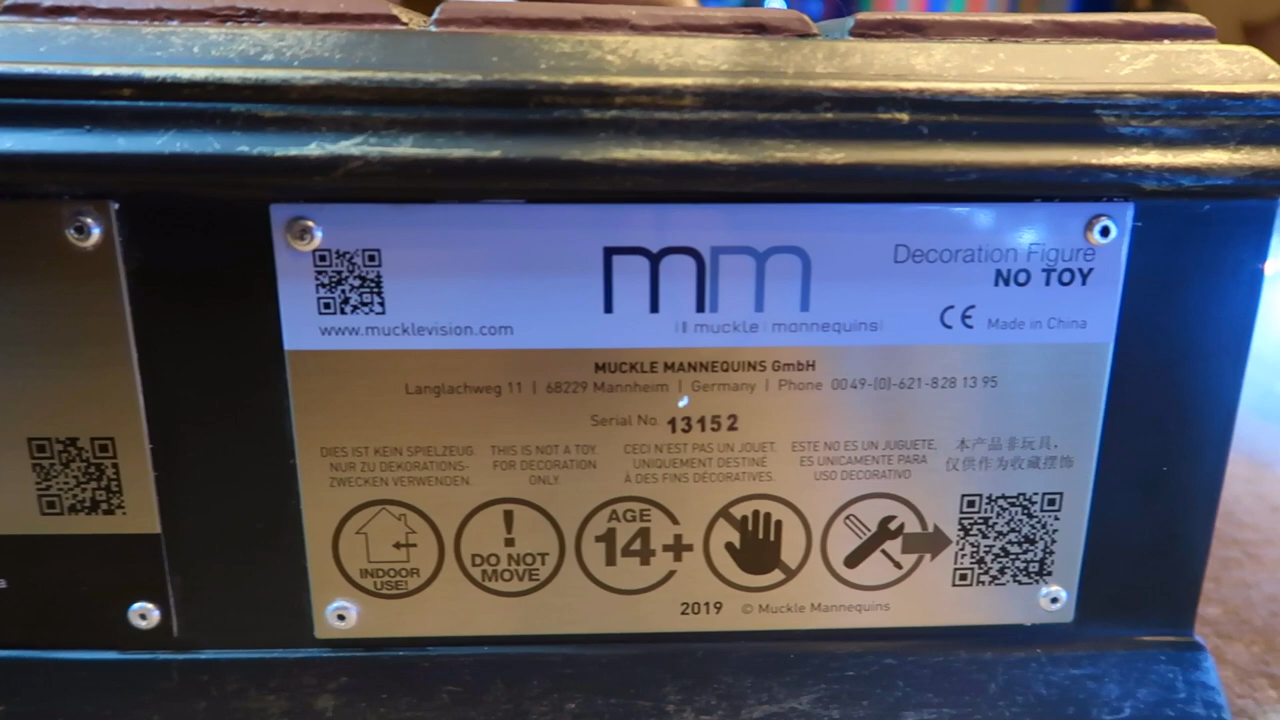 mm
muckle mannequins
Decoration Figure
NO TOY
CE Made in China
www.mucklevision.com
MUCKLE MANNEQUINS GmbH
Langlachweg 11 | 68229 Mannheim | Germany | Phone 0049-(0)-621-828 13 95
Serial No. 13152
DIES IST KEIN SPIELZEUG.
NUR ZU DEKORATIONS-
ZWECKEN VERWENDEN.
THIS IS NOT A TOY.
FOR DECORATION
ONLY.
CECI N'EST PAS UN JOUET.
UNIQUEMENT DESTINÉ
À DES FINS DÉCORATIVES.
ESTE NO ES UN JUGUETE,
ES UNICAMENTE PARA
USO DECORATIVO
本产品非玩具,
仅供作为收藏摆饰
INDOOR
USE!
!
DO NOT
MOVE
AGE
14+
2019 © Muckle Mannequins